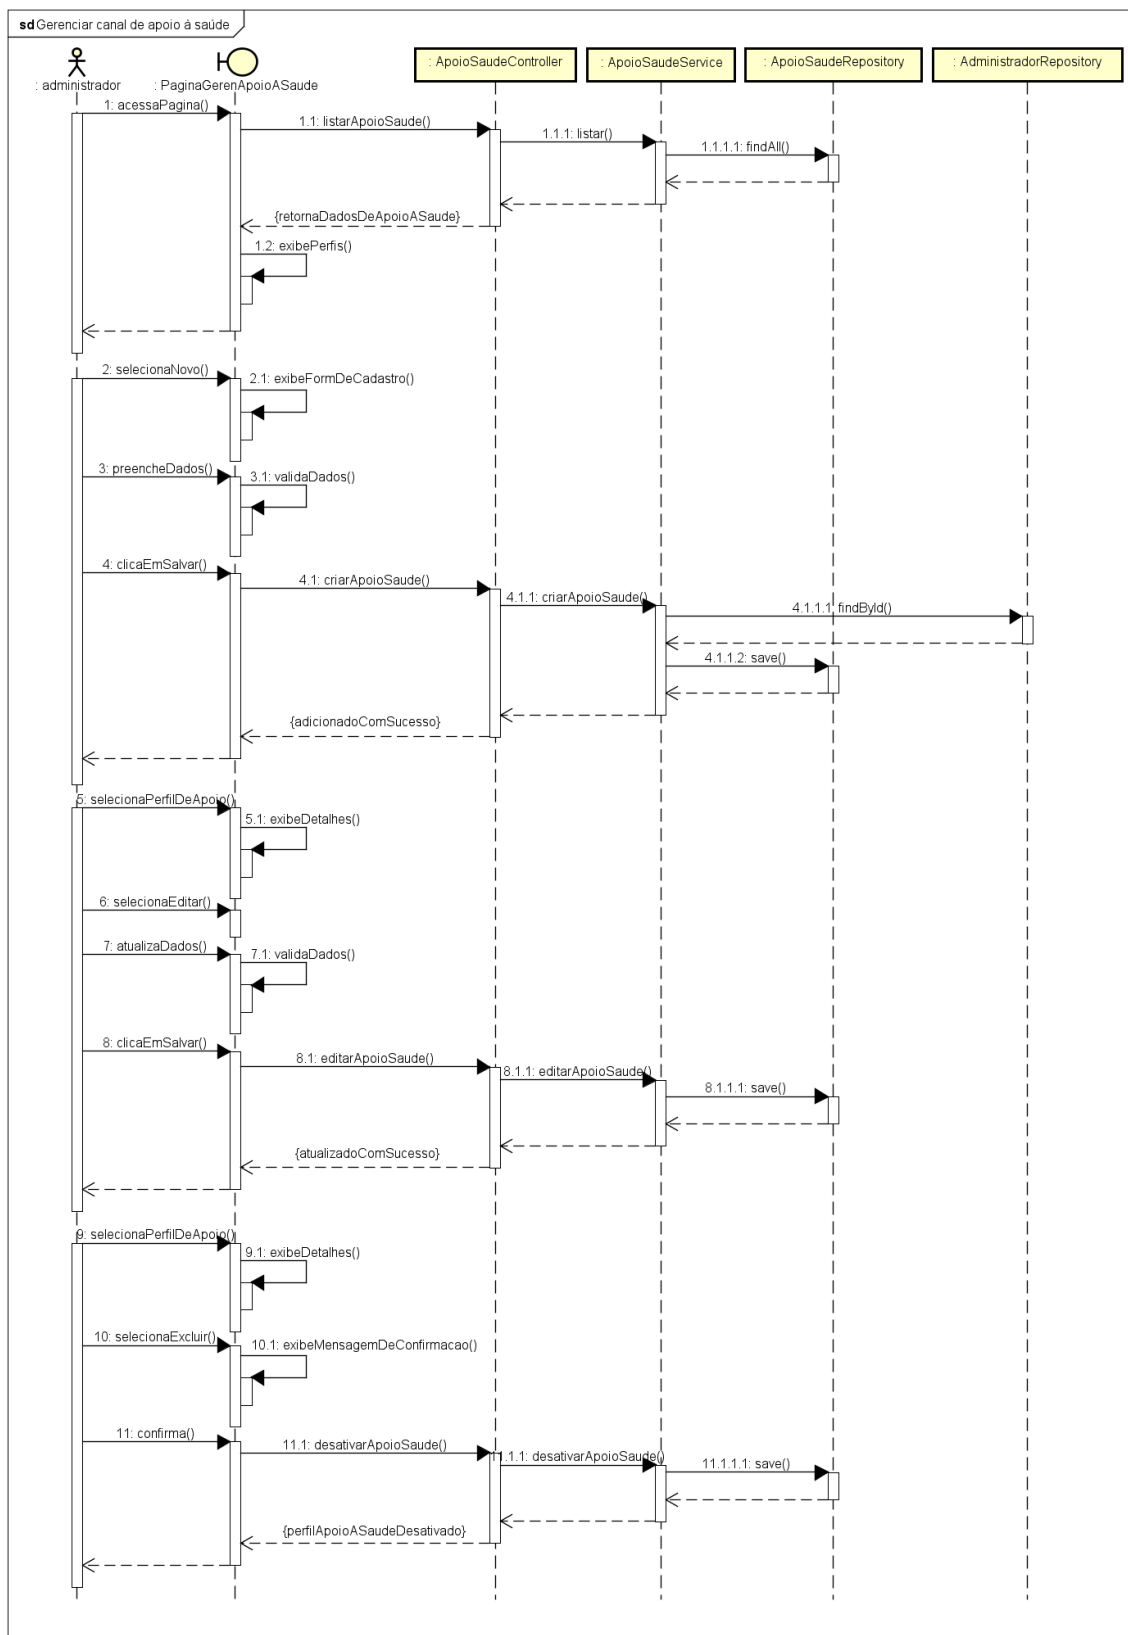 sd Gerenciar canal de apoio à saúde
: administrador
: PaginaGerenApoioASaude
: ApoioSaudeController
: ApoioSaudeService
: ApoioSaudeRepository
: AdministradorRepository
1: acessaPagina()
1.1: listarApoioSaude()
1.1.1: listar()
1.1.1.1: findAll()
{retornaDadosDeApoioASaude}
1.2: exibePerfis()
2: selecionaNovo()
2.1: exibeFormDeCadastro()
3: preencheDados()
3.1: validaDados()
4: clicaEmSalvar()
4.1: criarApoioSaude()
4.1.1: criarApoioSaude()
4.1.1.1: findById()
4.1.1.2: save()
{adicionadoComSucesso}
5: selecionaPerfilDeApoio()
5.1: exibeDetalhes()
6: selecionaEditar()
7: atualizaDados()
7.1: validaDados()
8: clicaEmSalvar()
8.1: editarApoioSaude()
8.1.1: editarApoioSaude()
8.1.1.1: save()
{atualizadoComSucesso}
9: selecionaPerfilDeApoio()
9.1: exibeDetalhes()
10: selecionaExcluir()
10.1: exibeMensagemDeConfirmacao()
11: confirma()
11.1: desativarApoioSaude()
11.1.1: desativarApoioSaude()
11.1.1.1: save()
{perfilApoioASaudeDesativado}